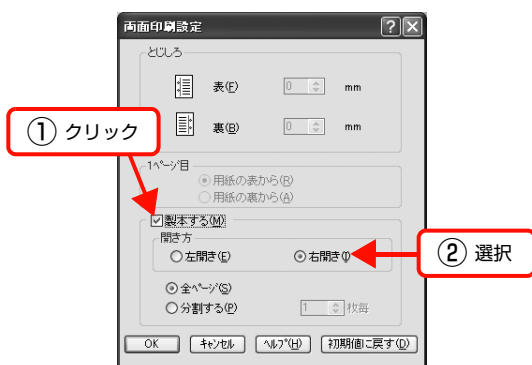 両面印刷設定
とじしろ
表(F) 0 mm
裏(B) 0 mm
① クリック
1ページ目
用紙の表から(R)
用紙の裏から(A)
製本する(M)
開き方
左開き(E) 右開き(I)
② 選択
全ページ(S)
分割する(P) 1 枚毎
OK キャンセル ヘルプ(H) 初期値に戻す(D)